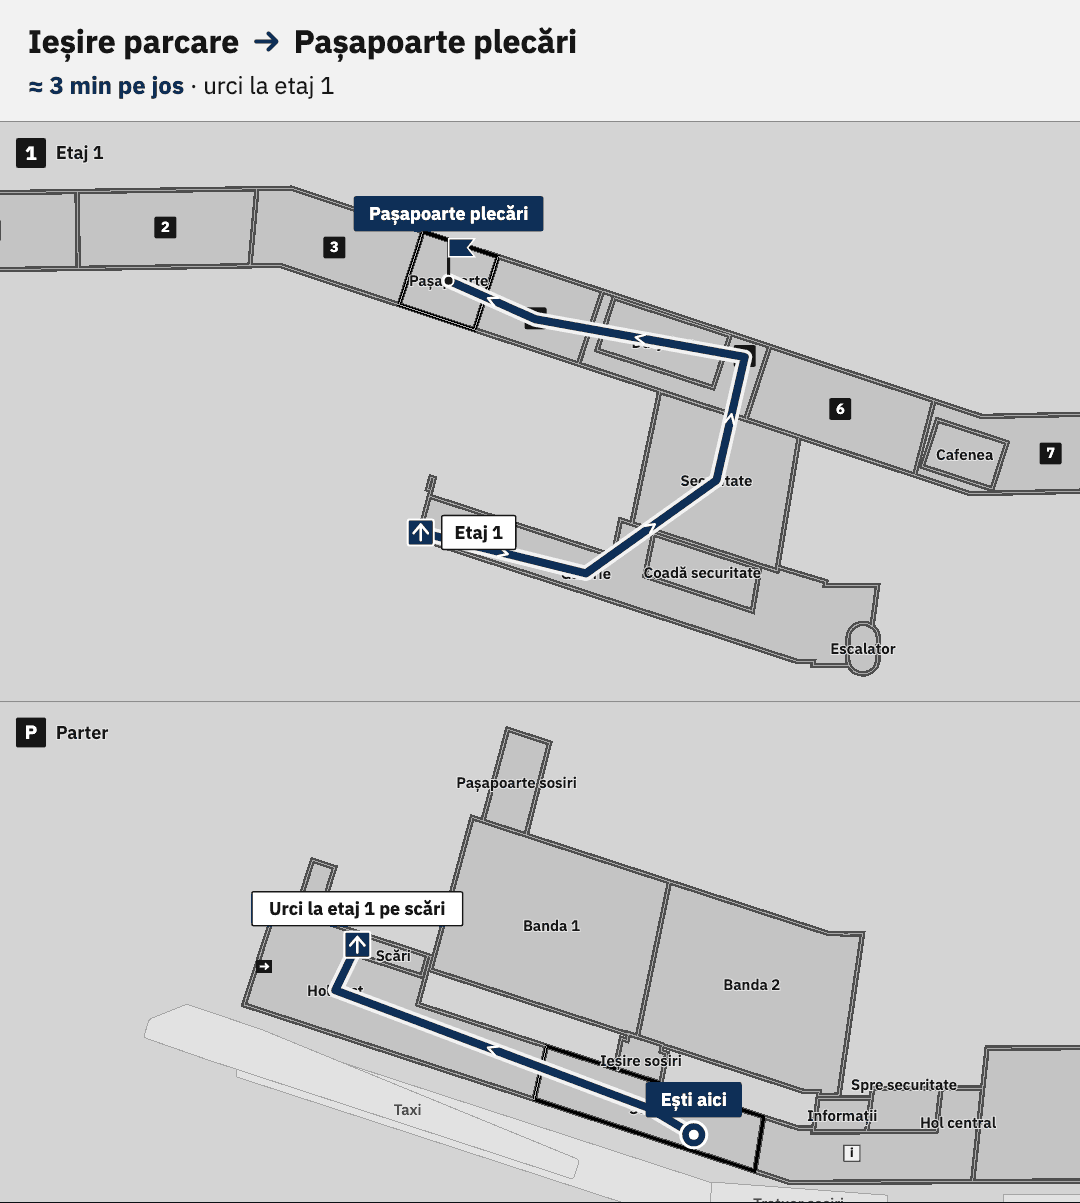 Ieșire parcare → Pașapoarte plecări
≈ 3 min pe jos · urci la etaj 1
1 Etaj 1
Pașapoarte plecări
2
3
6
Cafenea
7
Etaj 1
Coadă securitate
Escalator
P Parter
Pașapoarte sosiri
Urci la etaj 1 pe scări
Banda 1
Scări
Banda 2
Ieșire sosiri
Spre securitate
Ești aici
Taxi
Informații
Hol central
i